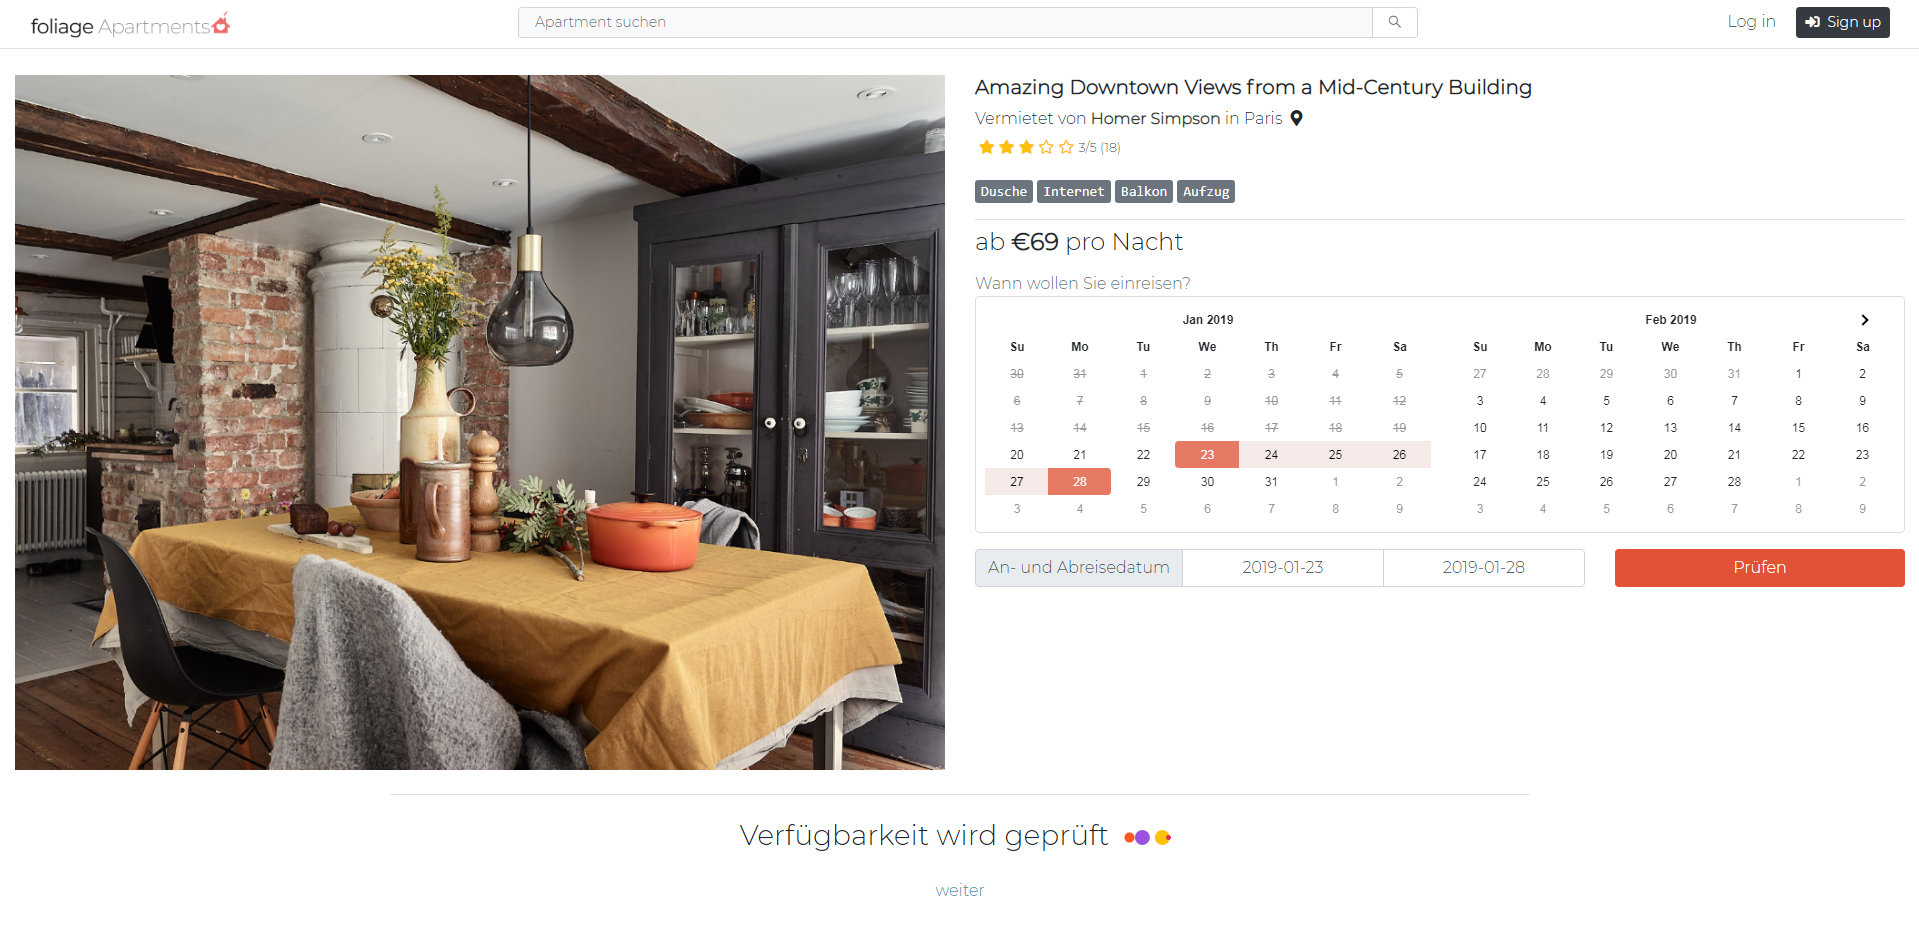 foliage Apartments
Apartment suchen
Log in
Sign up
Amazing Downtown Views from a Mid-Century Building
Vermietet von Homer Simpson in Paris
3/5 (18)
Dusche Internet Balkon Aufzug
ab €69 pro Nacht
Wann wollen Sie einreisen?
Jan 2019
Su Mo Tu We Th Fr Sa
30 31 1 2 3 4 5
6 7 8 9 10 11 12
13 14 15 16 17 18 19
20 21 22 23 24 25 26
27 28 29 30 31 1 2
3 4 5 6 7 8 9
Feb 2019
Su Mo Tu We Th Fr Sa
27 28 29 30 31 1 2
3 4 5 6 7 8 9
10 11 12 13 14 15 16
17 18 19 20 21 22 23
24 25 26 27 28 1 2
3 4 5 6 7 8 9
An- und Abreisedatum 2019-01-23 2019-01-28
Prüfen
Verfügbarkeit wird geprüft
weiter